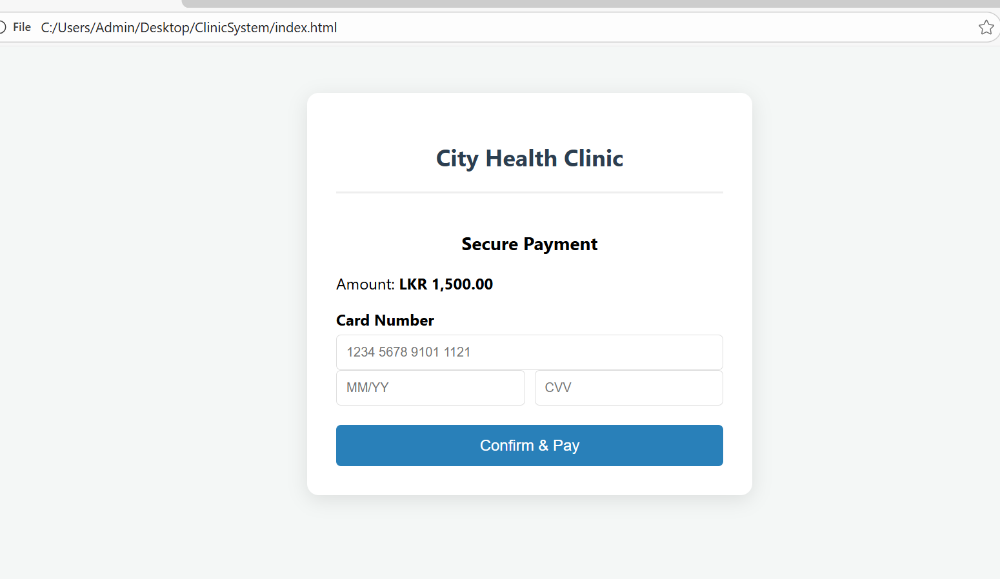 File C:/Users/Admin/Desktop/ClinicSystem/index.html
City Health Clinic
Secure Payment
Amount: LKR 1,500.00
Card Number
1234 5678 9101 1121
MM/YY CVV
Confirm & Pay